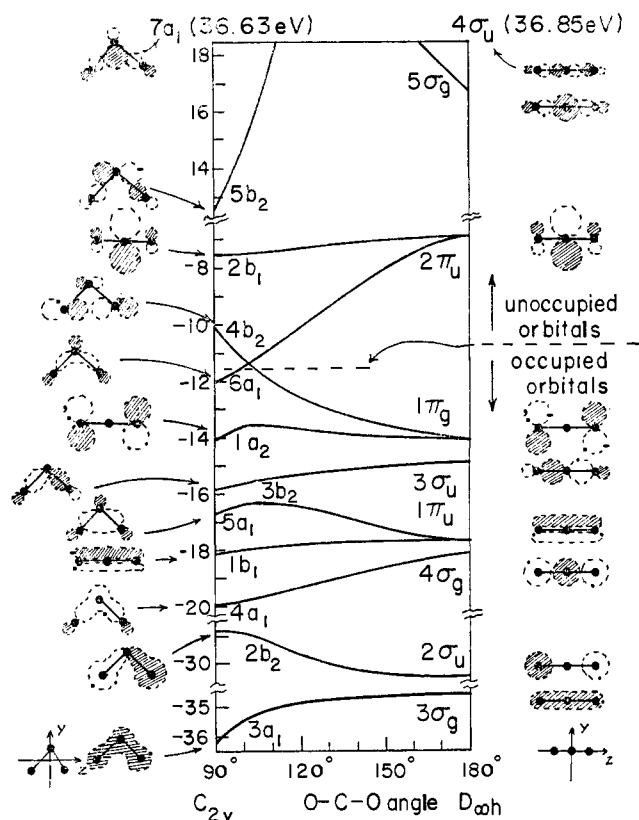 7a₁ (36.63eV)
4σᵤ (36.85eV)
18
16
14
5σg
5b₂
-8
2b₁
2πᵤ
-10
4b₂
unoccupied
orbitals
-12
6a₁
occupied
orbitals
1πg
-14
1a₂
3σᵤ
-16
3b₂
1πᵤ
5a₁
-18
1b₁
4σg
-20
4a₁
-30
2b₂
2σᵤ
-35
3σg
-36
3a₁
y
z
y
z
90°
120°
150°
180°
C₂ᵥ
O-C-O angle
D∞h